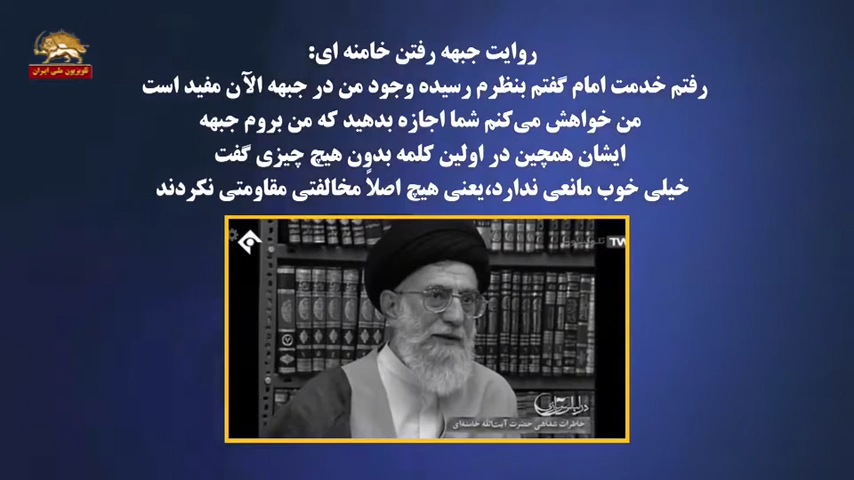 تلویزیون ملی ایران
روایت جبهه رفتن خامنه ای:
رفتم خدمت امام گفتم بنظرم رسیده وجود من در جبهه الآن مفید است
من خواهش می‌کنم شما اجازه بدهید که من بروم جبهه
ایشان همچین در اولین کلمه بدون هیچ چیزی گفت
خیلی خوب مانعی ندارد،یعنی هیچ اصلاً مخالفتی مقاومتی نکردند
TW
خاطرات شفاهی حضرت آیت‌الله خامنه‌ای